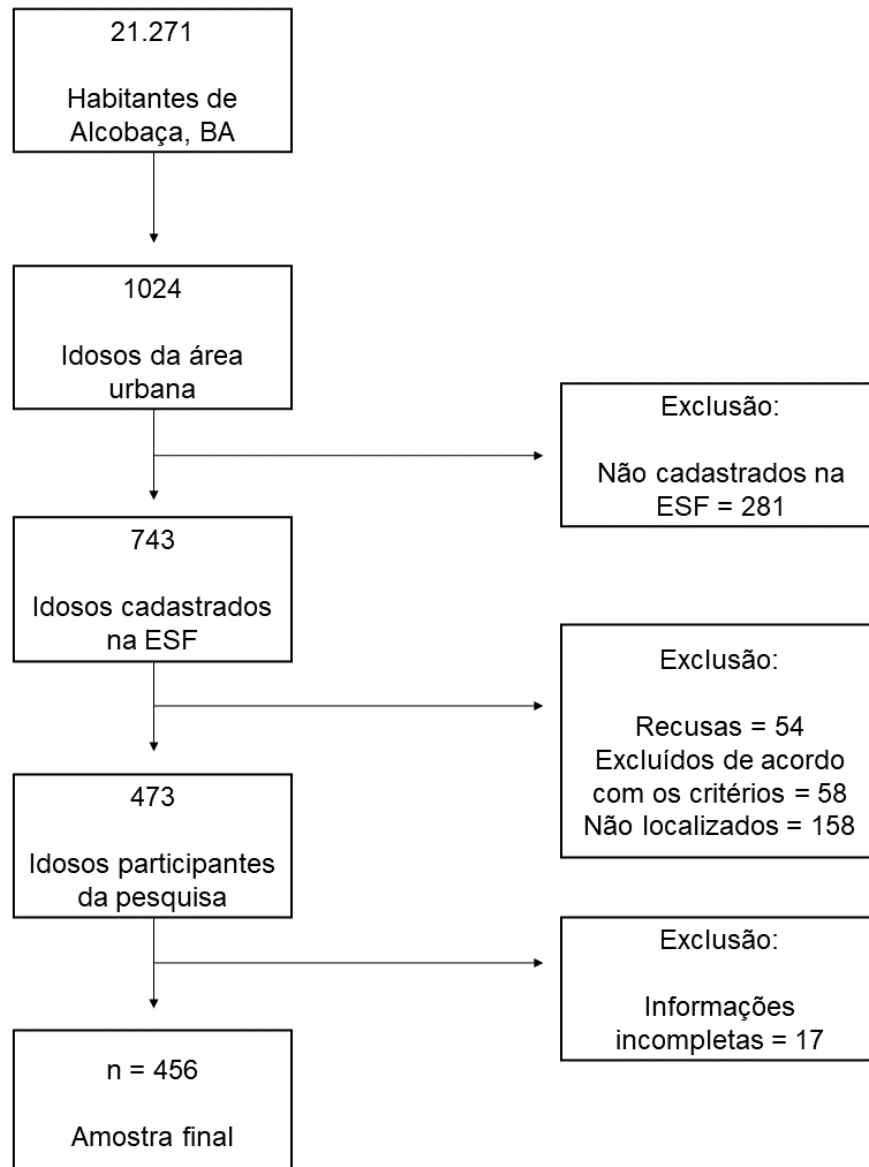 21.271
Habitantes de
Alcobaça, BA
1024
Idosos da área
urbana
Exclusão:
Não cadastrados na
ESF = 281
743
Idosos cadastrados
na ESF
Exclusão:
Recusas = 54
Excluídos de acordo
com os critérios = 58
Não localizados = 158
473
Idosos participantes
da pesquisa
Exclusão:
Informações
incompletas = 17
n = 456
Amostra final